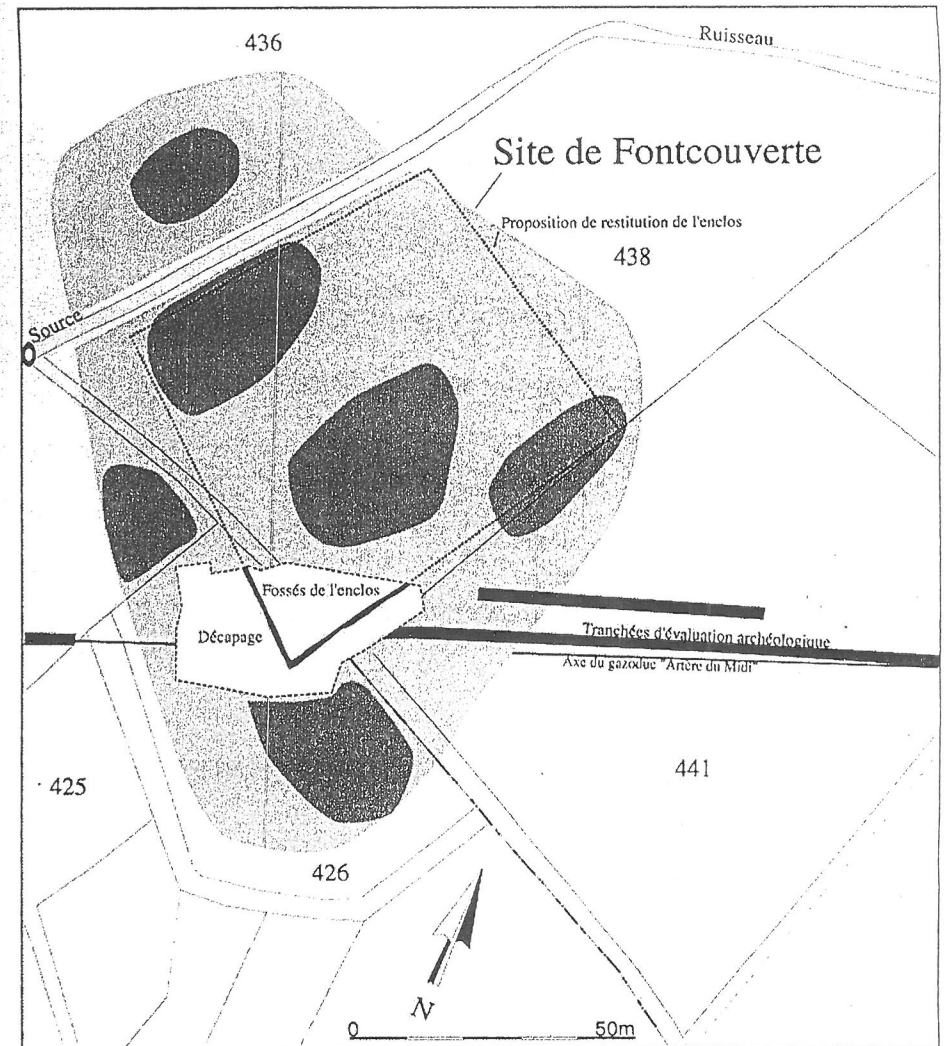 436
Ruisseau
Site de Fontcouverte
Proposition de restitution de l'enclos
438
Source
Fossés de l'enclos
Décapage
Tranchées d'évaluation archéologique
Axe du gazoduc "Artère du Midi"
425
441
426
N
0 50m